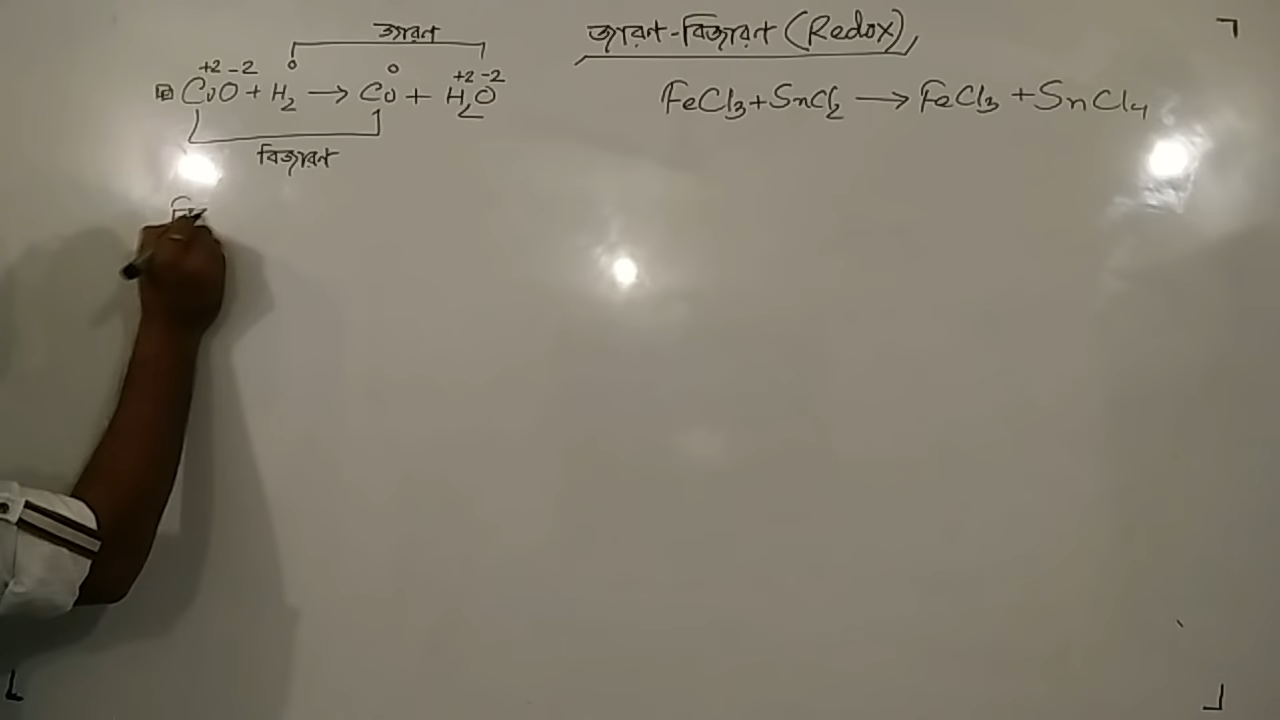 জারণ-বিজারণ (Redox),
জারণ
+2 -2 0 0 +2 -2
CuO + H2 → Cu + H2O
বিজারণ
FeCl3 + SnCl2 → FeCl3 + SnCl4